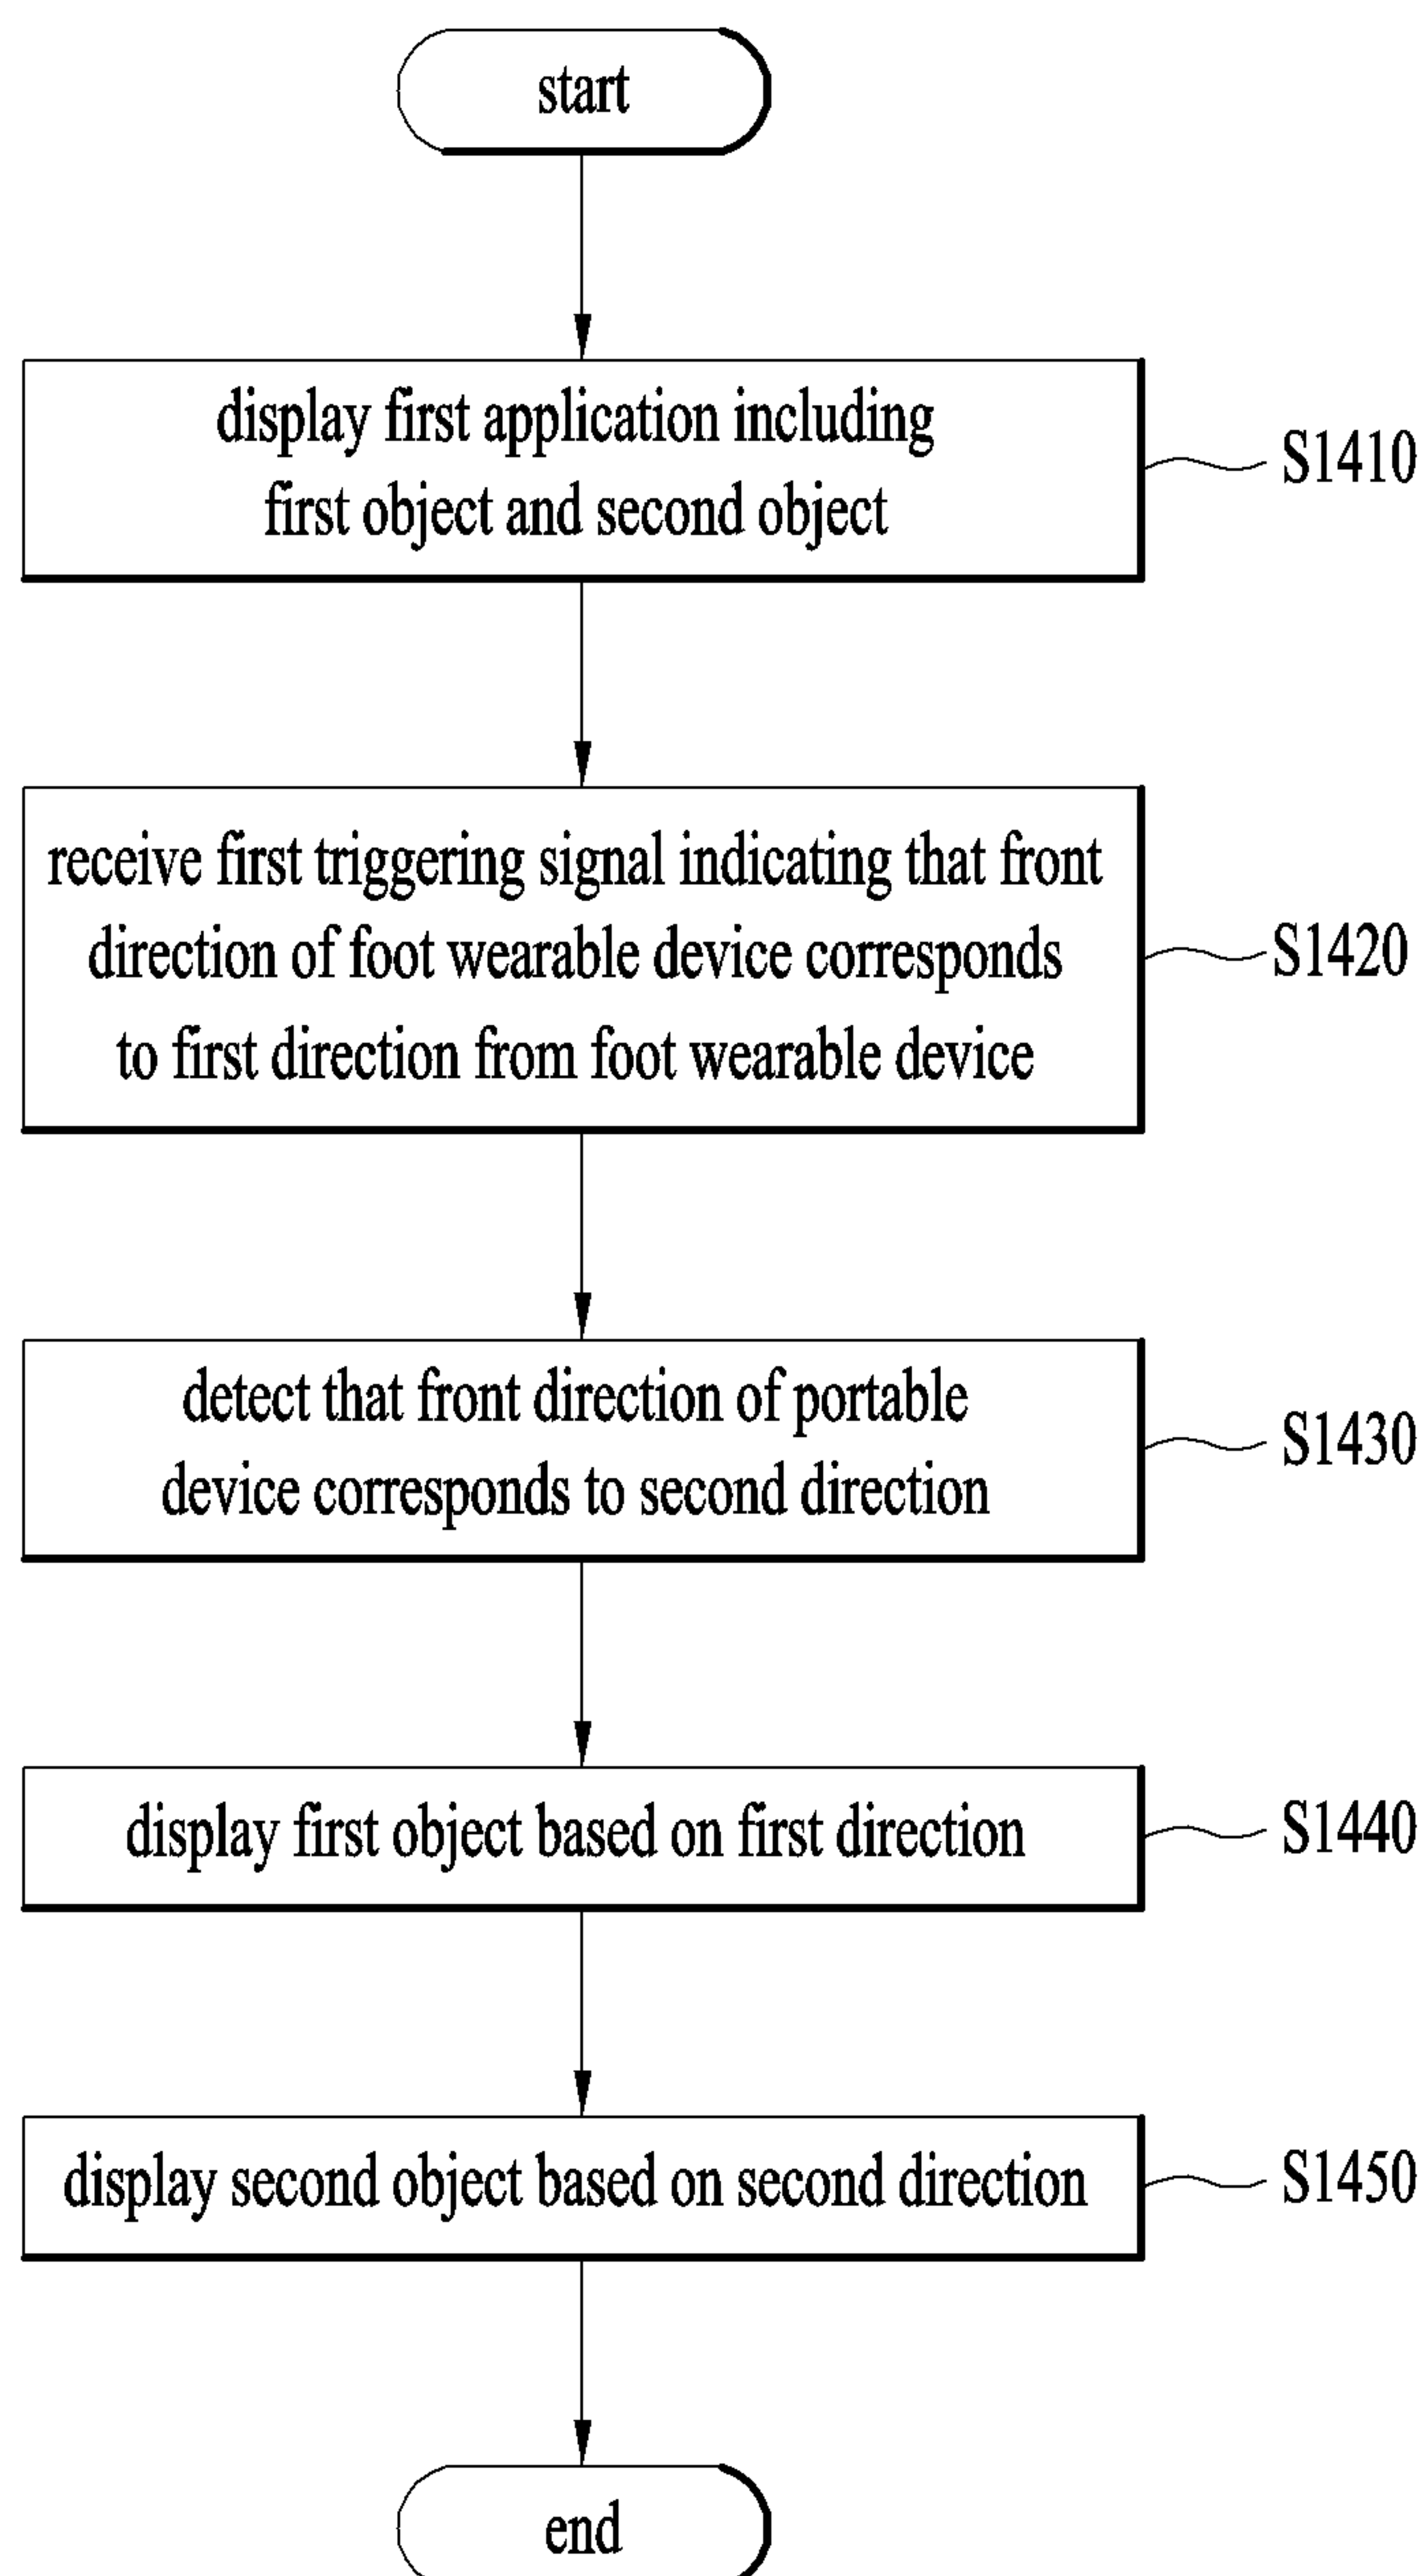 start
display first application including
first object and second object
S1410
receive first triggering signal indicating that front
direction of foot wearable device corresponds
to first direction from foot wearable device
S1420
detect that front direction of portable
device corresponds to second direction
S1430
display first object based on first direction
S1440
display second object based on second direction
S1450
end